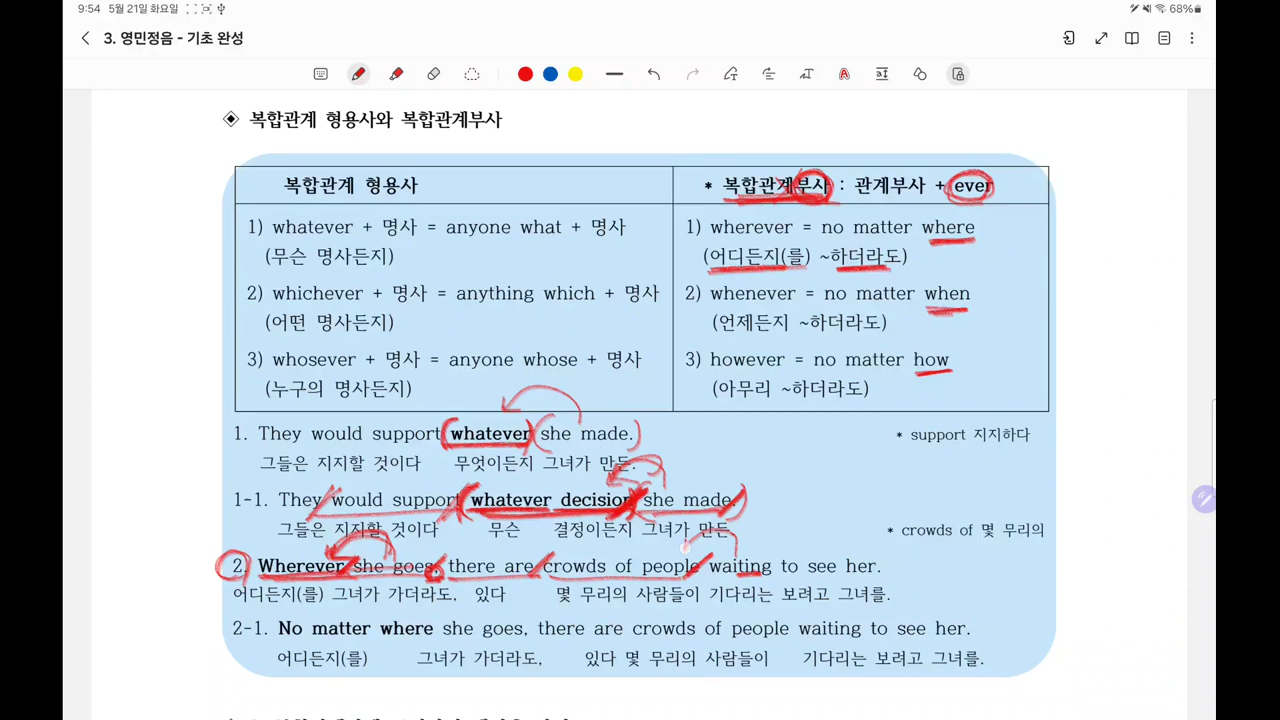 9:54 5월 21일 화요일
68%
3. 영민정음 - 기초 완성
◈ 복합관계 형용사와 복합관계부사
복합관계 형용사
* 복합관계부사 : 관계부사 + ever
1) whatever + 명사 = anyone what + 명사
(무슨 명사든지)
2) whichever + 명사 = anything which + 명사
(어떤 명사든지)
3) whosever + 명사 = anyone whose + 명사
(누구의 명사든지)
1) wherever = no matter where
(어디든지(를) ~하더라도)
2) whenever = no matter when
(언제든지 ~하더라도)
3) however = no matter how
(아무리 ~하더라도)
1. They would support whatever she made. * support 지지하다
그들은 지지할 것이다 무엇이든지 그녀가 만든.
1-1. They would support whatever decision she made.
그들은 지지할 것이다 무슨 결정이든지 그녀가 만든. * crowds of 몇 무리의
2. Wherever she goes, there are crowds of people waiting to see her.
어디든지(를) 그녀가 가더라도, 있다 몇 무리의 사람들이 기다리는 보려고 그녀를.
2-1. No matter where she goes, there are crowds of people waiting to see her.
어디든지(를) 그녀가 가더라도, 있다 몇 무리의 사람들이 기다리는 보려고 그녀를.